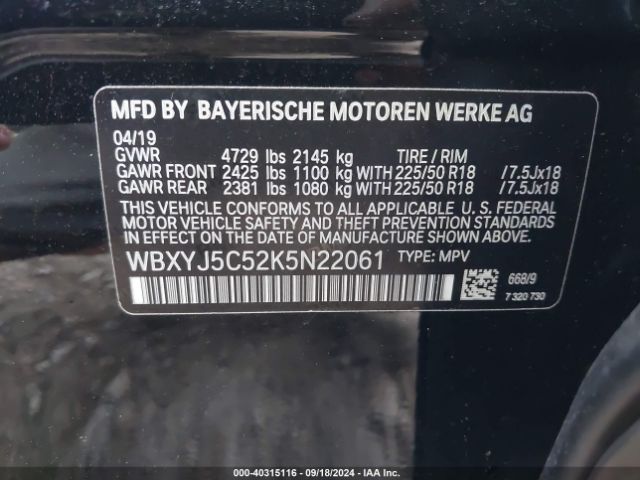 MFD BY BAYERISCHE MOTOREN WERKE AG
04/19
GVWR 4729 lbs 2145 kg TIRE / RIM
GAWR FRONT 2425 lbs 1100 kg WITH 225/50 R18 /7.5Jx18
GAWR REAR 2381 lbs 1080 kg WITH 225/50 R18 /7.5Jx18
THIS VEHICLE CONFORMS TO ALL APPLICABLE U. S. FEDERAL
MOTOR VEHICLE SAFETY AND THEFT PREVENTION STANDARDS
IN EFFECT ON THE DATE OF MANUFACTURE SHOWN ABOVE.
WBXYJ5C52K5N22061 TYPE: MPV
668/9
7 320 730
000-40315116 - 09/18/2024 - IAA Inc.